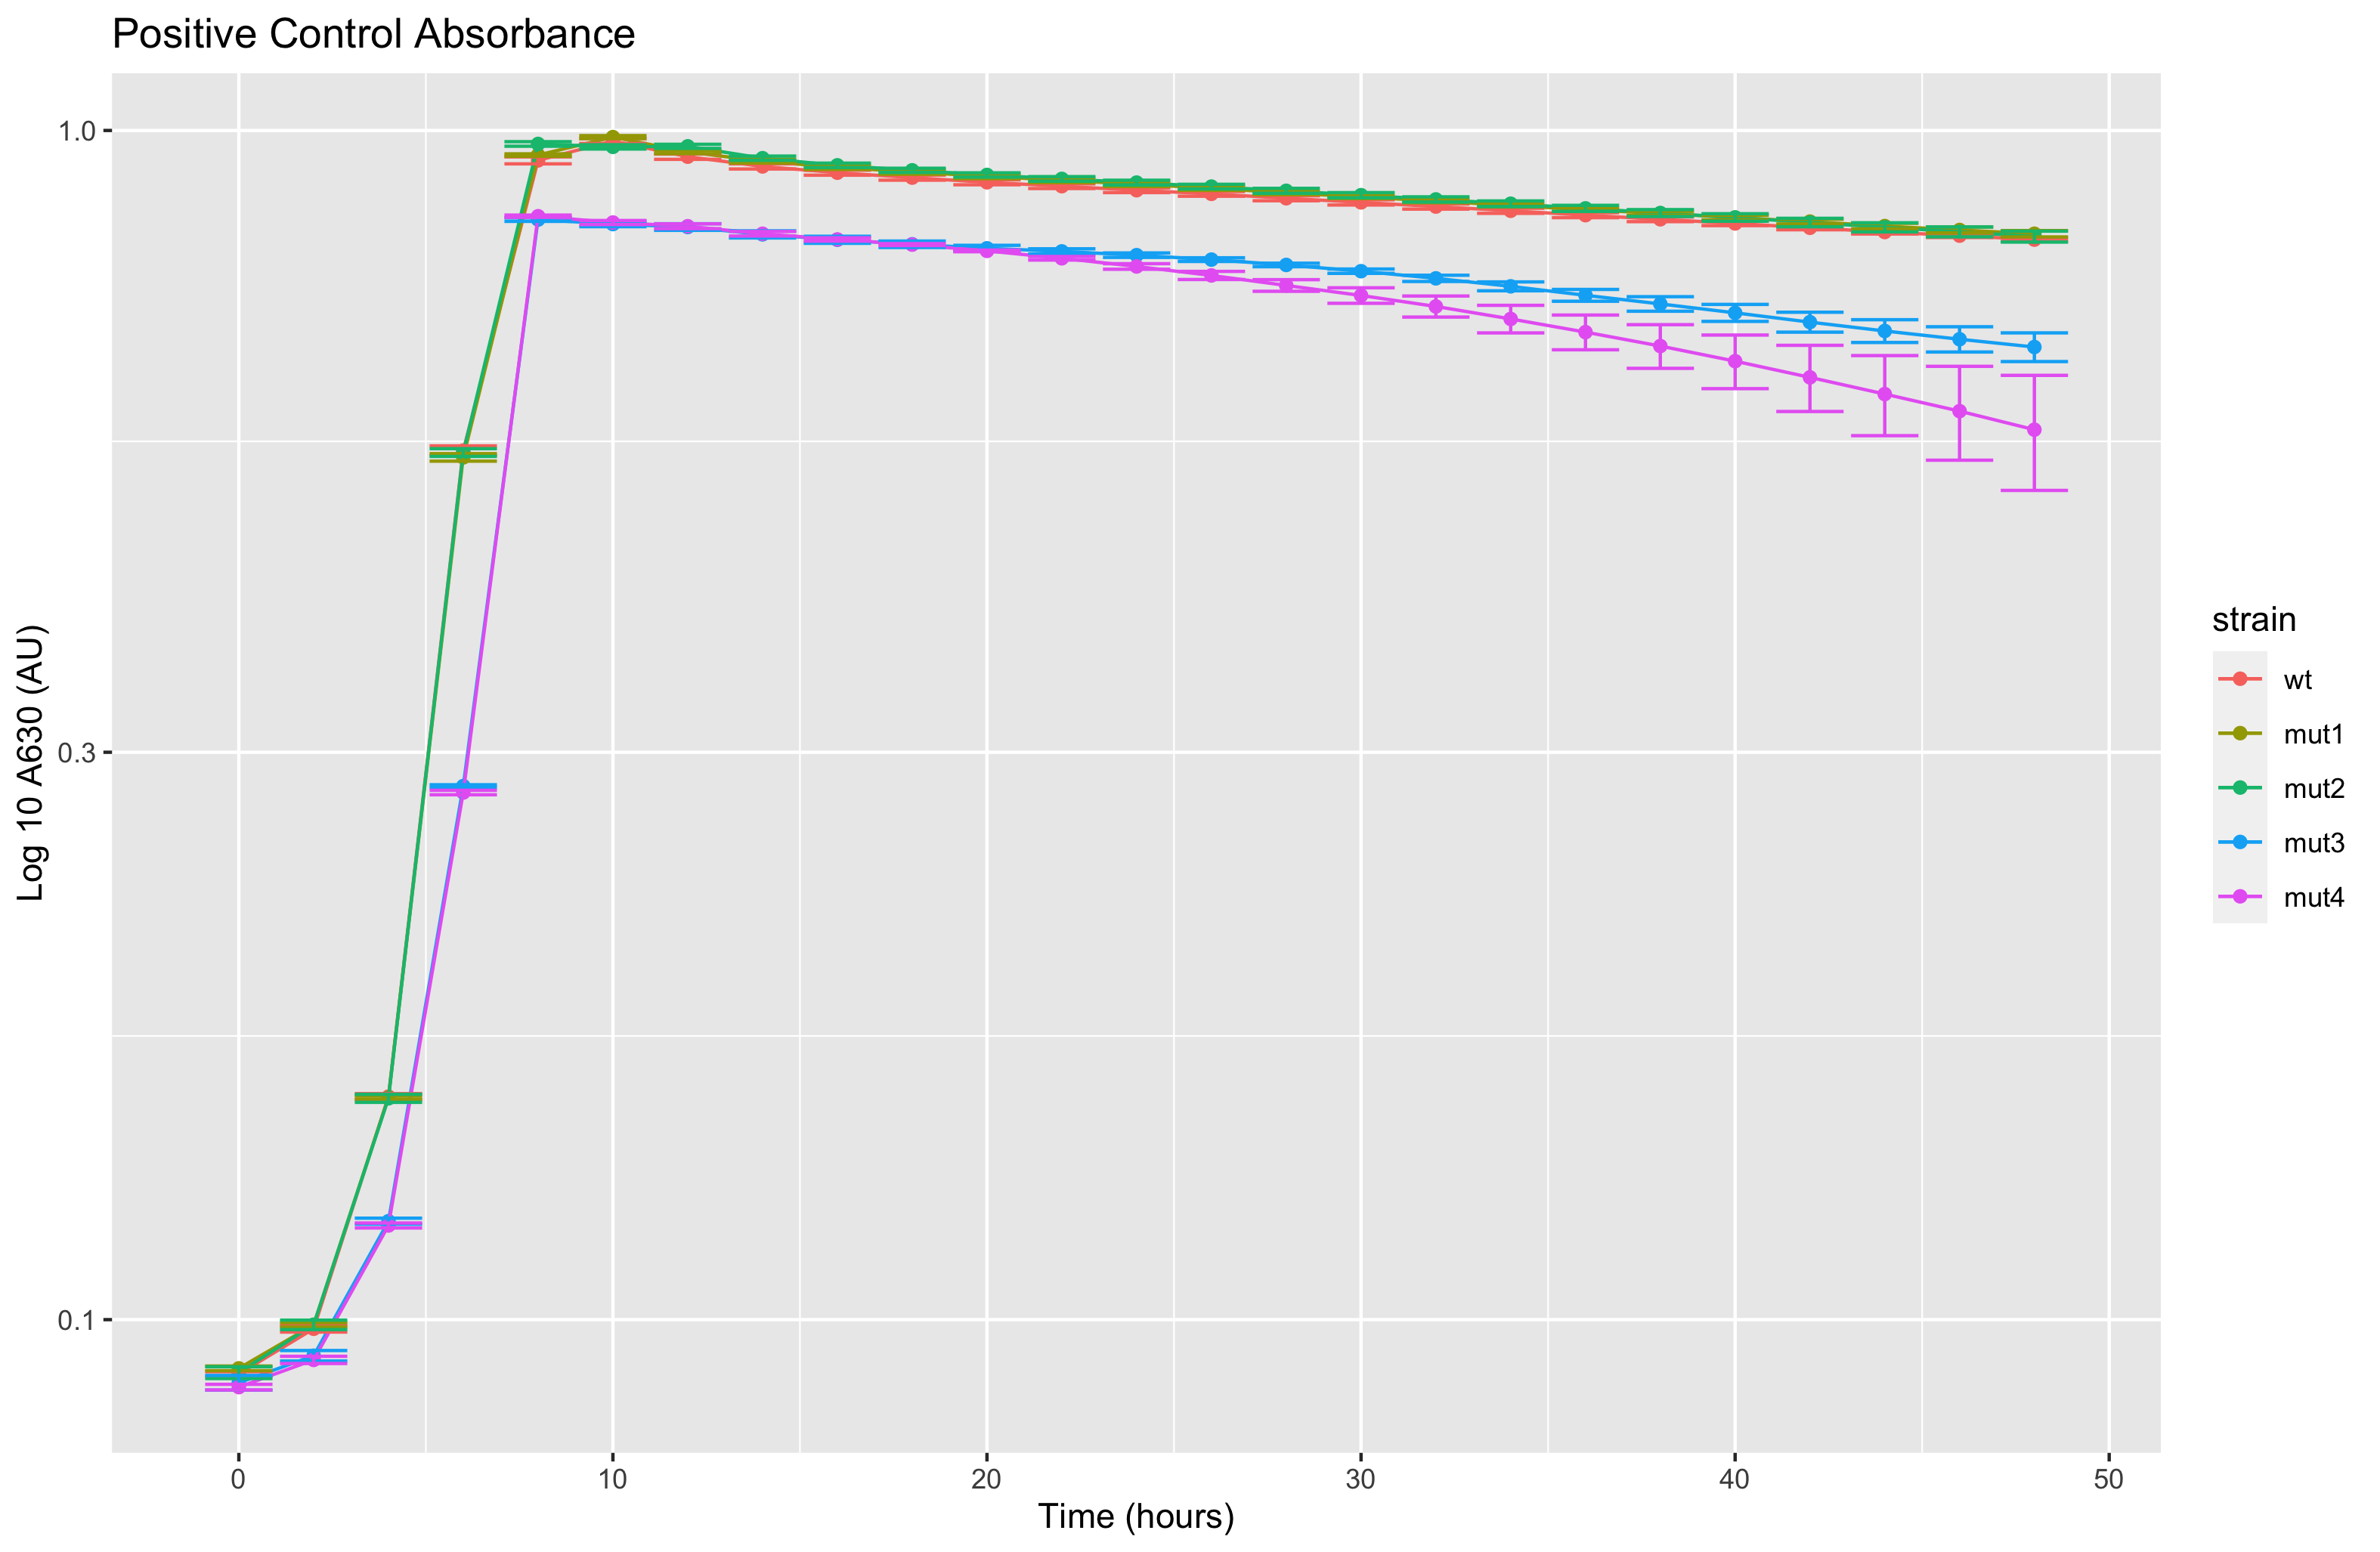 Positive Control Absorbance
1.0
0.3
0.1
Log 10 A630 (AU)
0 10 20 30 40 50
Time (hours)
strain
wt
mut1
mut2
mut3
mut4